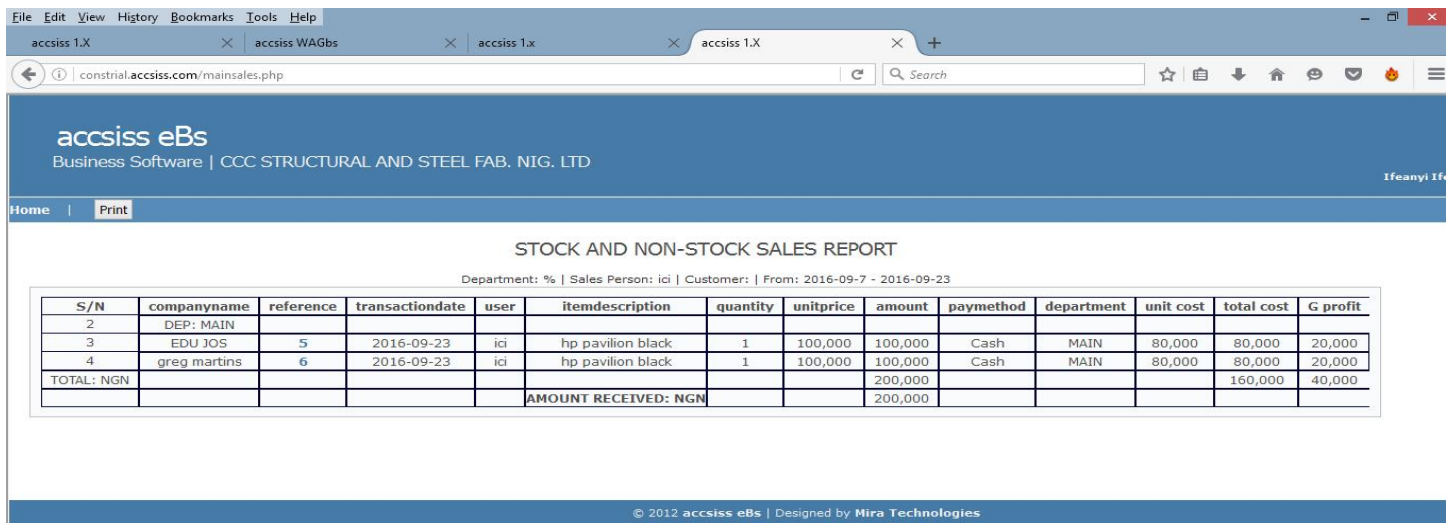 File Edit View History Bookmarks Tools Help
accsiss 1.X accsiss WAGbs accsiss 1.x accsiss 1.X
constrial.accsiss.com/mainsales.php Search
accsiss eBs
Business Software | CCC STRUCTURAL AND STEEL FAB. NIG. LTD
Ifeanyi Ife
Home | Print
STOCK AND NON-STOCK SALES REPORT
Department: % | Sales Person: ici | Customer: | From: 2016-09-7 - 2016-09-23
S/N companyname reference transactiondate user itemdescription quantity unitprice amount paymethod department unit cost total cost G profit
2 DEP: MAIN
3 EDU JOS 5 2016-09-23 ici hp pavilion black 1 100,000 100,000 Cash MAIN 80,000 80,000 20,000
4 greg martins 6 2016-09-23 ici hp pavilion black 1 100,000 100,000 Cash MAIN 80,000 80,000 20,000
TOTAL: NGN 200,000 160,000 40,000
AMOUNT RECEIVED: NGN 200,000
© 2012 accsiss eBs | Designed by Mira Technologies